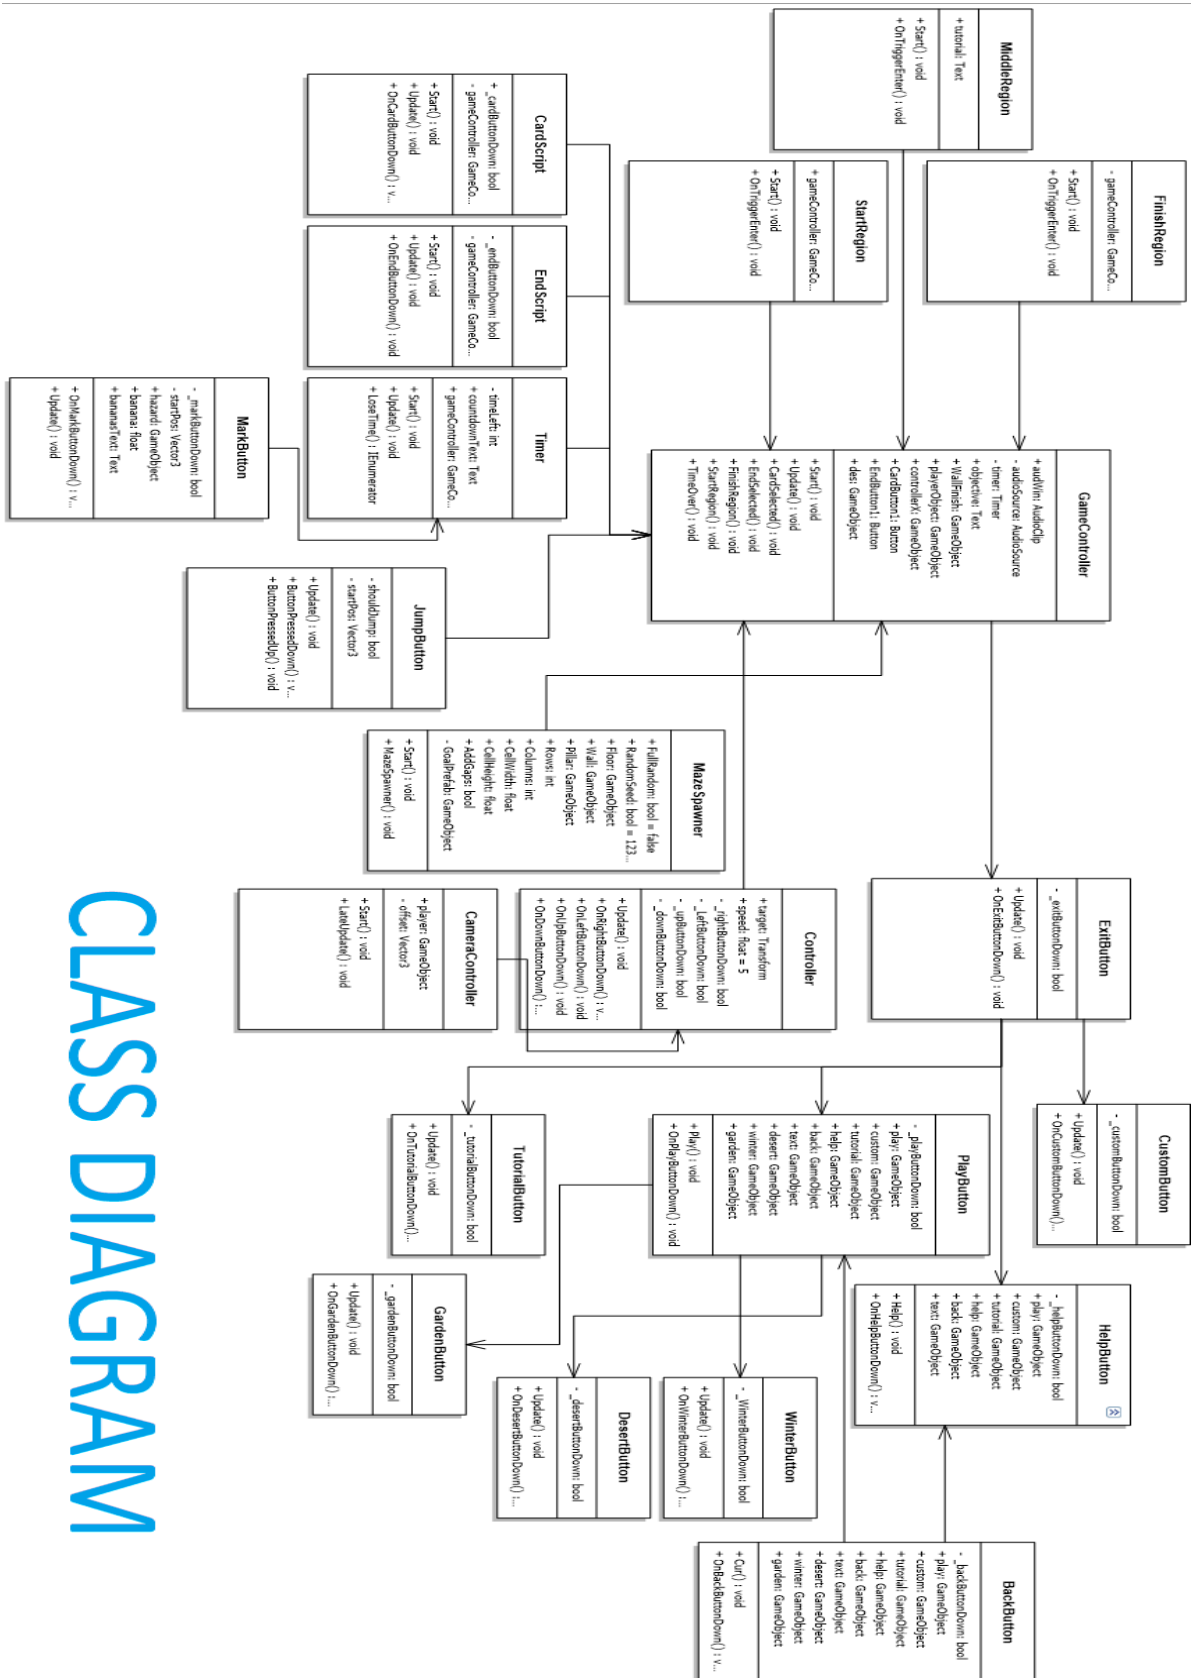 MiddleRegion
+ tutorial: Text
+ Start() : void
+ OnTriggerEnter() : void
FinishRegion
- gameController: GameCo...
+ Start() : void
+ OnTriggerEnter() : void
StartRegion
+ gameController: GameCo...
+ Start() : void
+ OnTriggerEnter() : void
CardScript
+ _cardButtonDown: bool
- gameController: GameCo...
+ Start() : void
+ Update() : void
+ OnCardButtonDown() : v...
EndScript
- _endButtonDown: bool
- gameController: GameCo...
+ Start() : void
+ Update() : void
+ OnEndButtonDown() : void
Timer
- timeLeft: int
+ countdownText: Text
+ gameController: GameCo...
+ Start() : void
+ Update() : void
+ LoseTime() : IEnumerator
MarkButton
- _markButtonDown: bool
- startPos: Vector3
+ hazard: GameObject
+ banana: float
+ bananasText: Text
+ OnMarkButtonDown() : v...
+ Update() : void
GameController
+ audWin: AudioClip
- audioSource: AudioSource
- timer: Timer
+ objective: Text
+ WallFinish: GameObject
+ playerObject: GameObject
+ controllerX: GameObject
+ CardButton1: Button
+ EndButton1: Button
+ des: GameObject
+ Start() : void
+ Update() : void
+ CardSelected() : void
+ EndSelected() : void
+ FinishRegion() : void
+ StartRegion() : void
+ TimeOver() : void
JumpButton
- shouldJump: bool
- startPos: Vector3
+ Update() : void
+ ButtonPressedDown() : v...
+ ButtonPressedUp() : void
MazeSpawner
+ FullRandom: bool = false
+ RandomSeed: bool = 123...
+ Floor: GameObject
+ Wall: GameObject
+ Pillar: GameObject
+ Rows: int
+ Columns: int
+ CellWidth: float
+ CellHeight: float
+ AddGaps: bool
- GoalPrefab: GameObject
+ Start() : void
+ MazeSpawner() : void
ExitButton
- _exitButtonDown: bool
+ Update() : void
+ OnExitButtonDown() : void
Controller
+ target: Transform
+ speed: float = 5
- _rightButtonDown: bool
- _LeftButtonDown: bool
- _upButtonDown: bool
- _downButtonDown: bool
+ Update() : void
+ OnRightButtonDown() : v...
+ OnLeftButtonDown() : void
+ OnUpButtonDown() : void
+ OnDownButtonDown() :...
CameraController
+ player: GameObject
- offset: Vector3
+ Start() : void
+ LateUpdate() : void
CustomButton
- _customButtonDown: bool
+ Update() : void
+ OnCustomButtonDown()...
PlayButton
- _playButtonDown: bool
+ play: GameObject
+ custom: GameObject
+ tutorial: GameObject
+ help: GameObject
+ back: GameObject
+ text: GameObject
+ desert: GameObject
+ winter: GameObject
+ garden: GameObject
+ Play() : void
+ OnPlayButtonDown() : void
TutorialButton
- _tutorialButtonDown: bool
+ Update() : void
+ OnTutorialButtonDown()...
HelpButton
- _helpButtonDown: bool
+ play: GameObject
+ custom: GameObject
+ tutorial: GameObject
+ help: GameObject
+ back: GameObject
+ text: GameObject
+ Help() : void
+ OnHelpButtonDown() : v...
GardenButton
- _gardenButtonDown: bool
+ Update() : void
+ OnGardenButtonDown() :...
DesertButton
- _desertButtonDown: bool
+ Update() : void
+ OnDesertButtonDown() :...
WinterButton
- _WinterButtonDown: bool
+ Update() : void
+ OnWinterButtonDown() :...
BackButton
- _backButtonDown: bool
+ play: GameObject
+ custom: GameObject
+ tutorial: GameObject
+ help: GameObject
+ back: GameObject
+ text: GameObject
+ desert: GameObject
+ winter: GameObject
+ garden: GameObject
+ Cur() : void
+ OnBackButtonDown() : v...
CLASS DIAGRAM